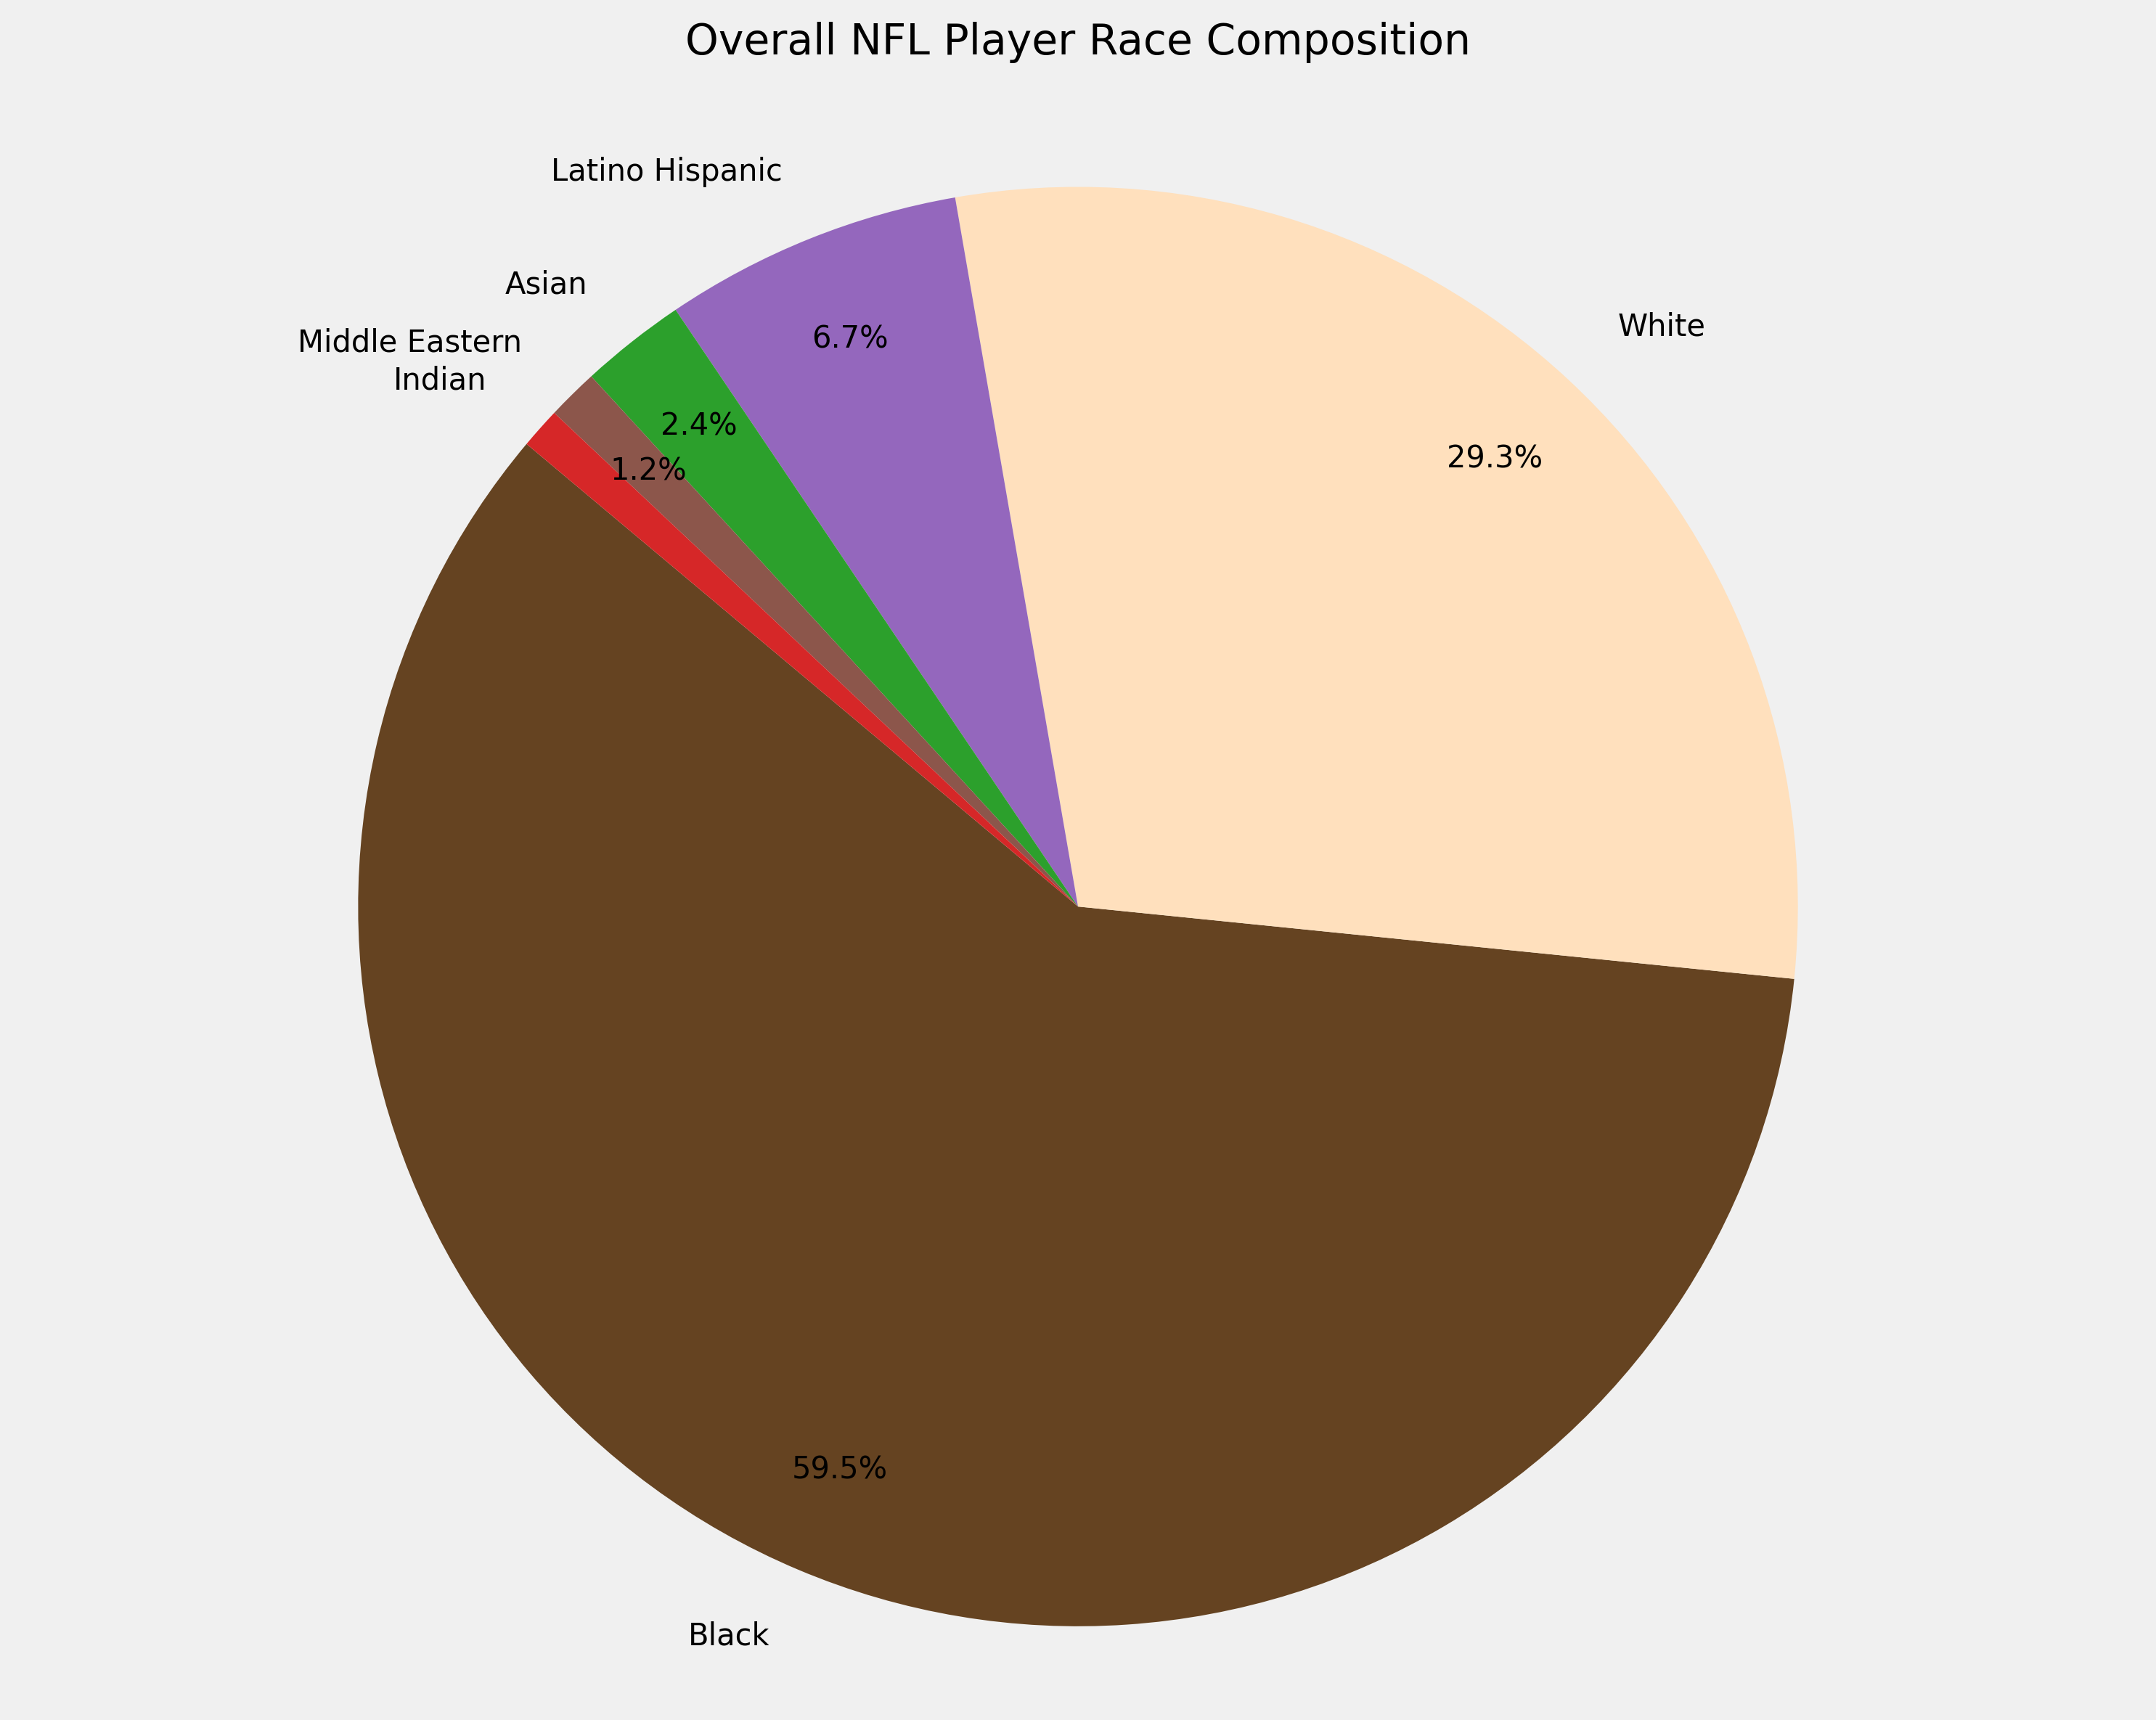 Overall NFL Player Race Composition
Latino Hispanic
Asian
Middle Eastern
Indian
White
6.7%
2.4%
1.2%
29.3%
59.5%
Black